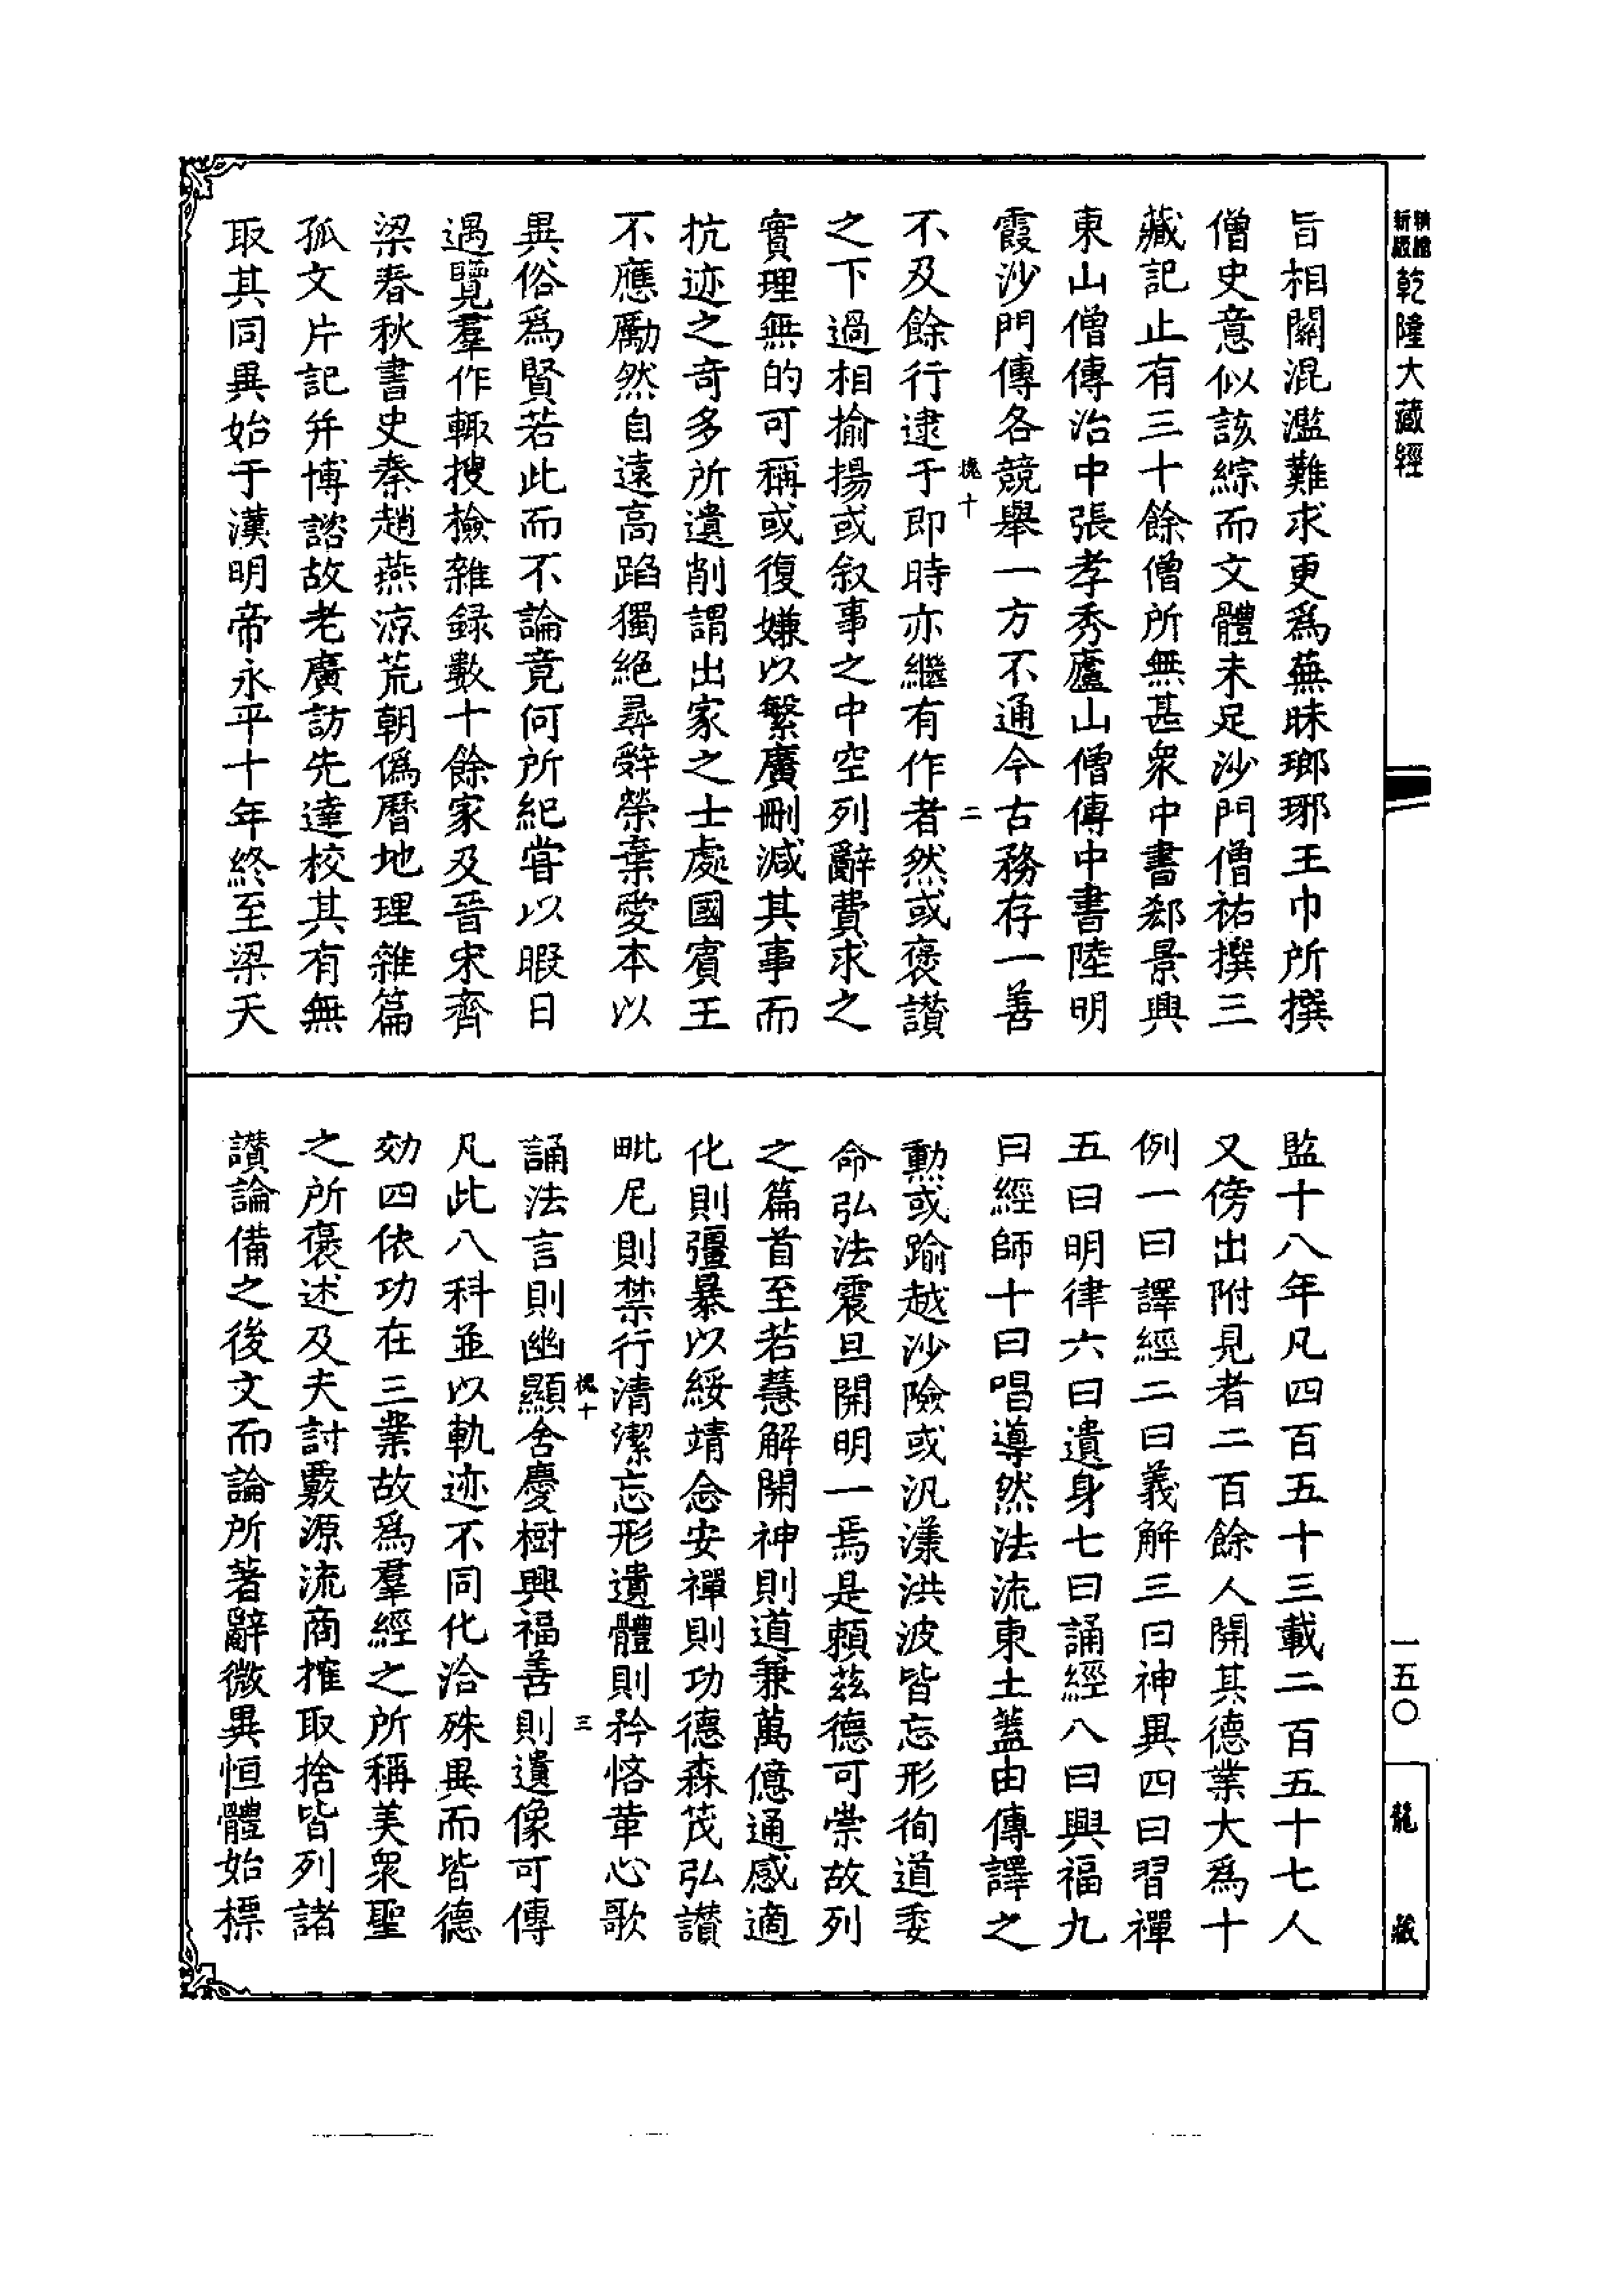 精縮新版乾隆大藏經
旨相關混濫難求更爲蕪昧瑯琊王巾所撰
僧史意似該綜而文體未足沙門僧祐撰三
藏記止有三十餘僧所無甚衆中書郄景興
東山僧傳治中張孝秀廬山僧傳中書陸明
霞沙門傳各競舉一方不通今古務存一善
槐十
二
不及餘行逮于即時亦繼有作者然或褒讃
之下過相揄揚或叙事之中空列辭費求之
實理無的可稱或復嫌以繁廣刪減其事而
抗迹之奇多所遺削謂出家之士處國賓王
不應勵然自遠高蹈獨絶尋辤榮棄愛本以
異俗爲賢若此而不論竟何所紀甞以暇日
遇覽羣作輙搜撿雜録數十餘家及晉宋齊
梁春秋書史秦趙燕涼荒朝僞曆地理雜篇
孤文片記幷博諮故老廣訪先達校其有無
取其同異始于漢明帝永平十年終至梁天
監十八年凡四百五十三載二百五十七人
又傍出附見者二百餘人開其德業大爲十
例一曰譯經二曰義解三曰神異四曰習禪
五曰明律六曰遺身七曰誦經八曰興福九
曰經師十曰唱導然法流東土蓋由傳譯之
勲或踰越沙險或汎漾洪波皆忘形徇道委
命弘法震旦開明一焉是賴茲德可崇故列
之篇首至若慧解開神則道兼萬億通感適
化則彊暴以綏靖念安禪則功德森茂弘讃
毗尼則禁行清潔忘形遺體則矜悋革心歌
槐十
三
誦法言則幽顯含慶樹興福善則遺像可傳
凡此八科並以軌迹不同化洽殊異而皆德
効四依功在三業故爲羣經之所稱美衆聖
之所褒述及夫討覈源流商搉取捨皆列諸
讃論備之後文而論所著辭微異恒體始標
一五〇
龍藏